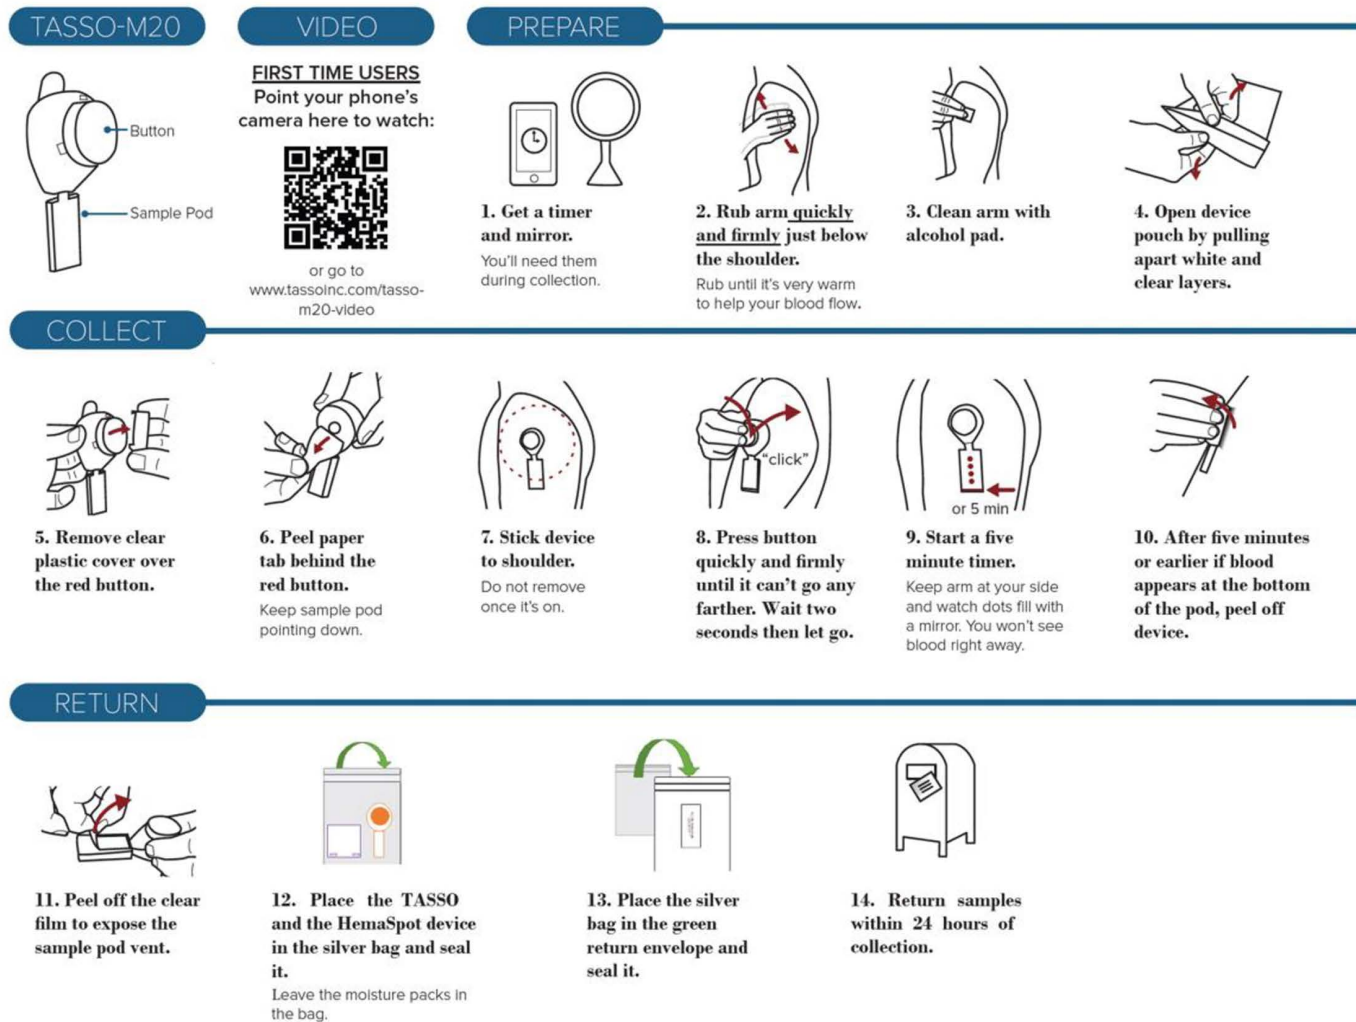 TASSO-M20
Button
Sample Pod
VIDEO
FIRST TIME USERS
Point your phone's
camera here to watch:
or go to
www.tassoinc.com/tasso-
m20-video
PREPARE
1. Get a timer
and mirror.
You'll need them
during collection.
2. Rub arm quickly
and firmly just below
the shoulder.
Rub until it's very warm
to help your blood flow.
3. Clean arm with
alcohol pad.
4. Open device
pouch by pulling
apart white and
clear layers.
COLLECT
5. Remove clear
plastic cover over
the red button.
6. Peel paper
tab behind the
red button.
Keep sample pod
pointing down.
7. Stick device
to shoulder.
Do not remove
once it's on.
"click"
8. Press button
quickly and firmly
until it can't go any
farther. Wait two
seconds then let go.
or 5 min
9. Start a five
minute timer.
Keep arm at your side
and watch dots fill with
a mirror. You won't see
blood right away.
10. After five minutes
or earlier if blood
appears at the bottom
of the pod, peel off
device.
RETURN
11. Peel off the clear
film to expose the
sample pod vent.
12. Place the TASSO
and the HemaSpot device
in the silver bag and seal
it.
Leave the moisture packs in
the bag.
13. Place the silver
bag in the green
return envelope and
seal it.
14. Return samples
within 24 hours of
collection.